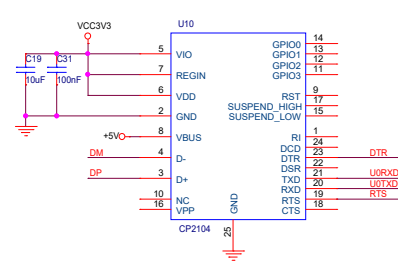 VCC3V3
U10
C19
C31
10uF
100nF
5 VIO
7 REGIN
6 VDD
2 GND
+5V 8 VBUS
DM 4 D-
DP 3 D+
10 NC
16 VPP
GPIO0 14
GPIO1 13
GPIO2 12
GPIO3 11
RST 9
SUSPEND_HIGH 17
SUSPEND_LOW 15
RI 1
DCD 24
DTR 23 DTR
DSR 22
TXD 21 U0RXD
RXD 20 U0TXD
RTS 19 RTS
CTS 18
GND
25
CP2104